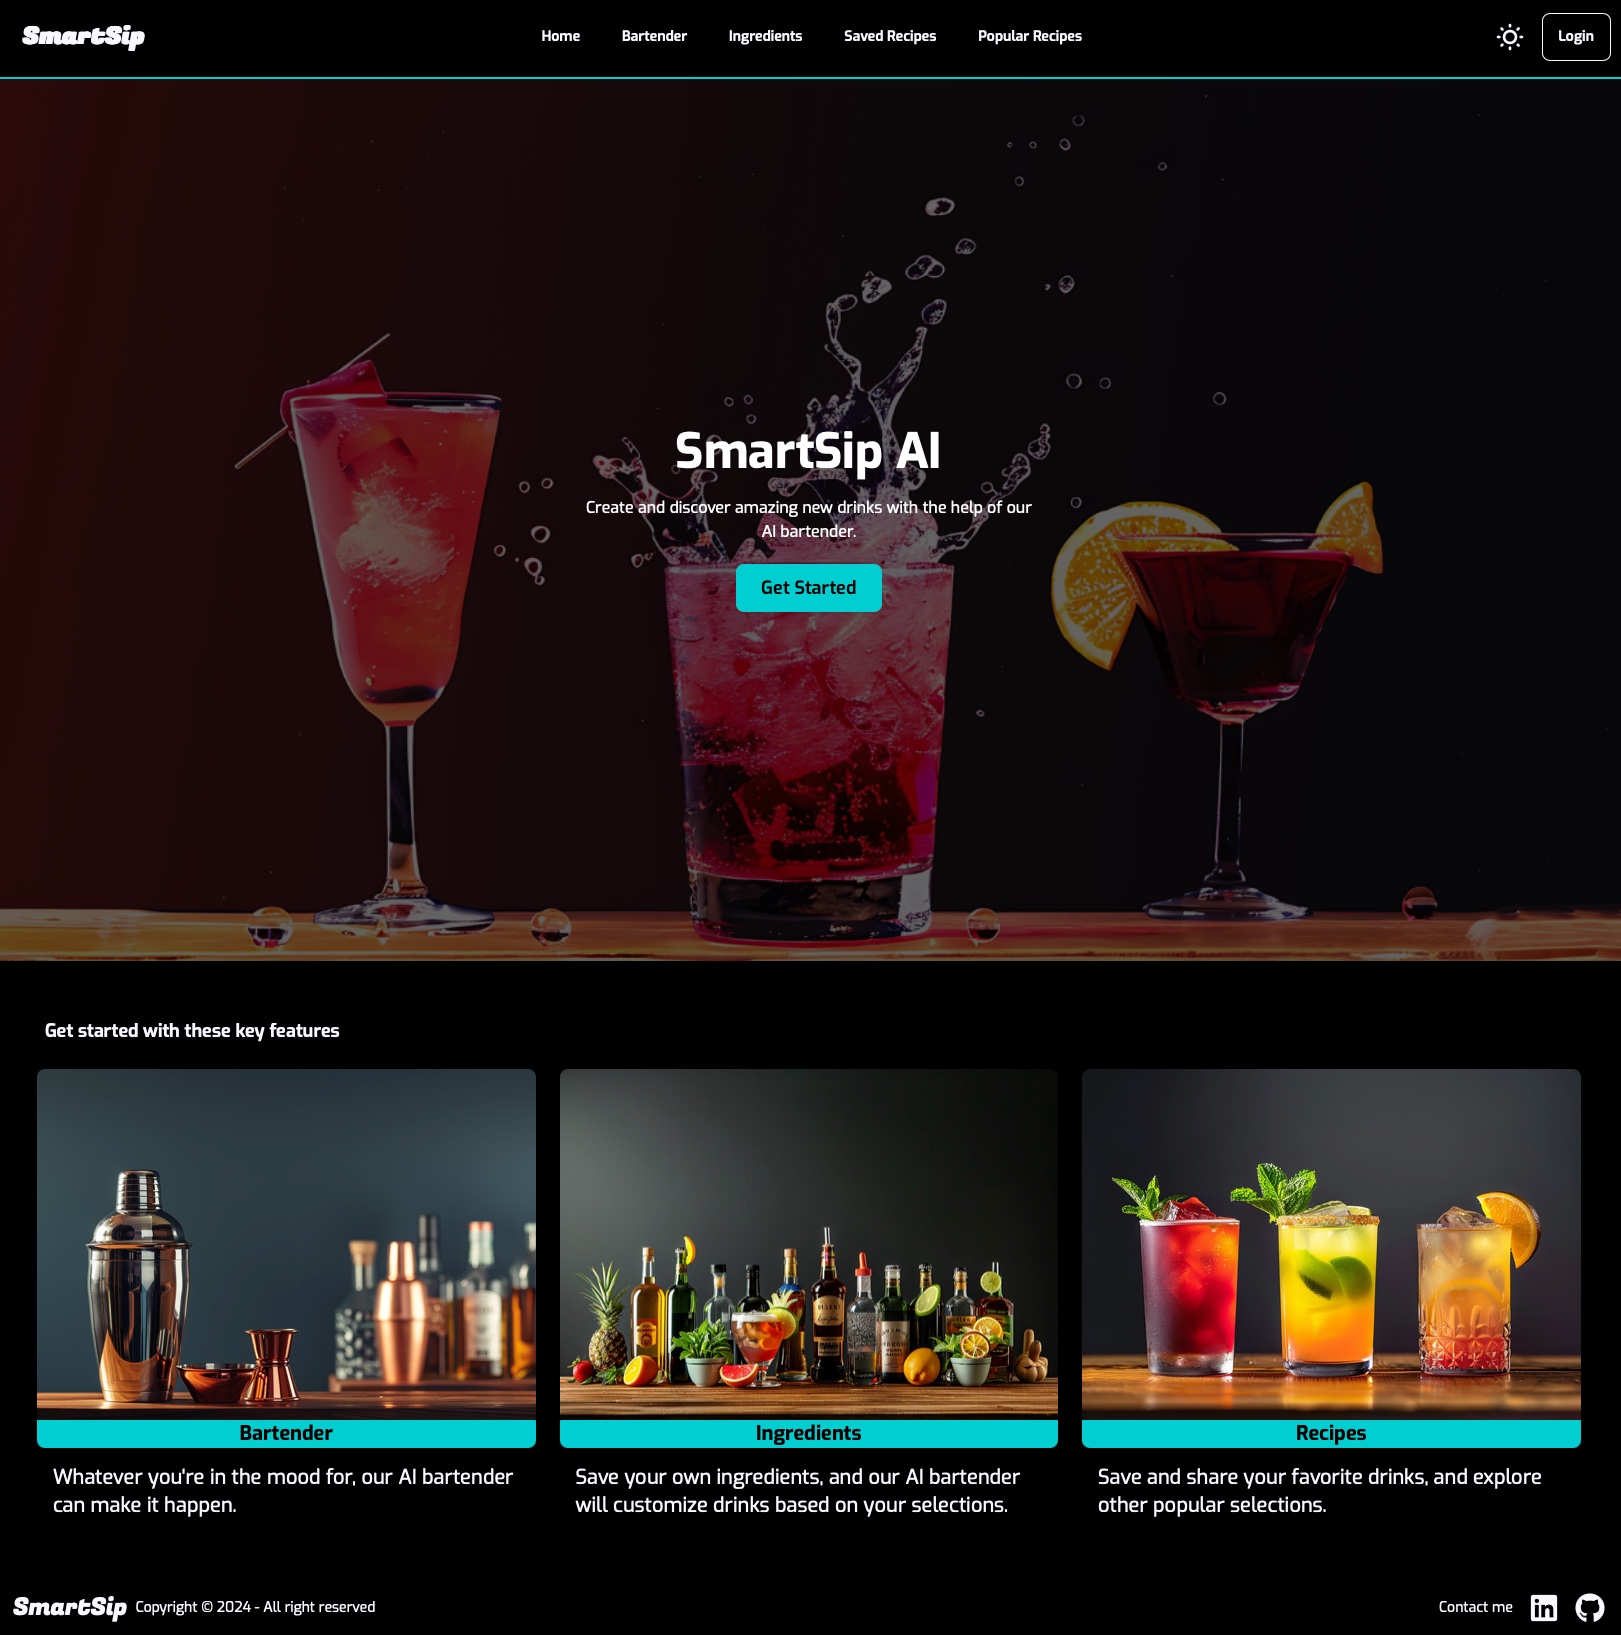 SmartSip
Home
Bartender
Ingredients
Saved Recipes
Popular Recipes
Login
SmartSip AI
Create and discover amazing new drinks with the help of our
AI bartender.
Get Started
Get started with these key features
Bartender
Ingredients
Recipes
Whatever you're in the mood for, our AI bartender
can make it happen.
Save your own ingredients, and our AI bartender
will customize drinks based on your selections.
Save and share your favorite drinks, and explore
other popular selections.
SmartSip
Copyright © 2024 - All right reserved
Contact me